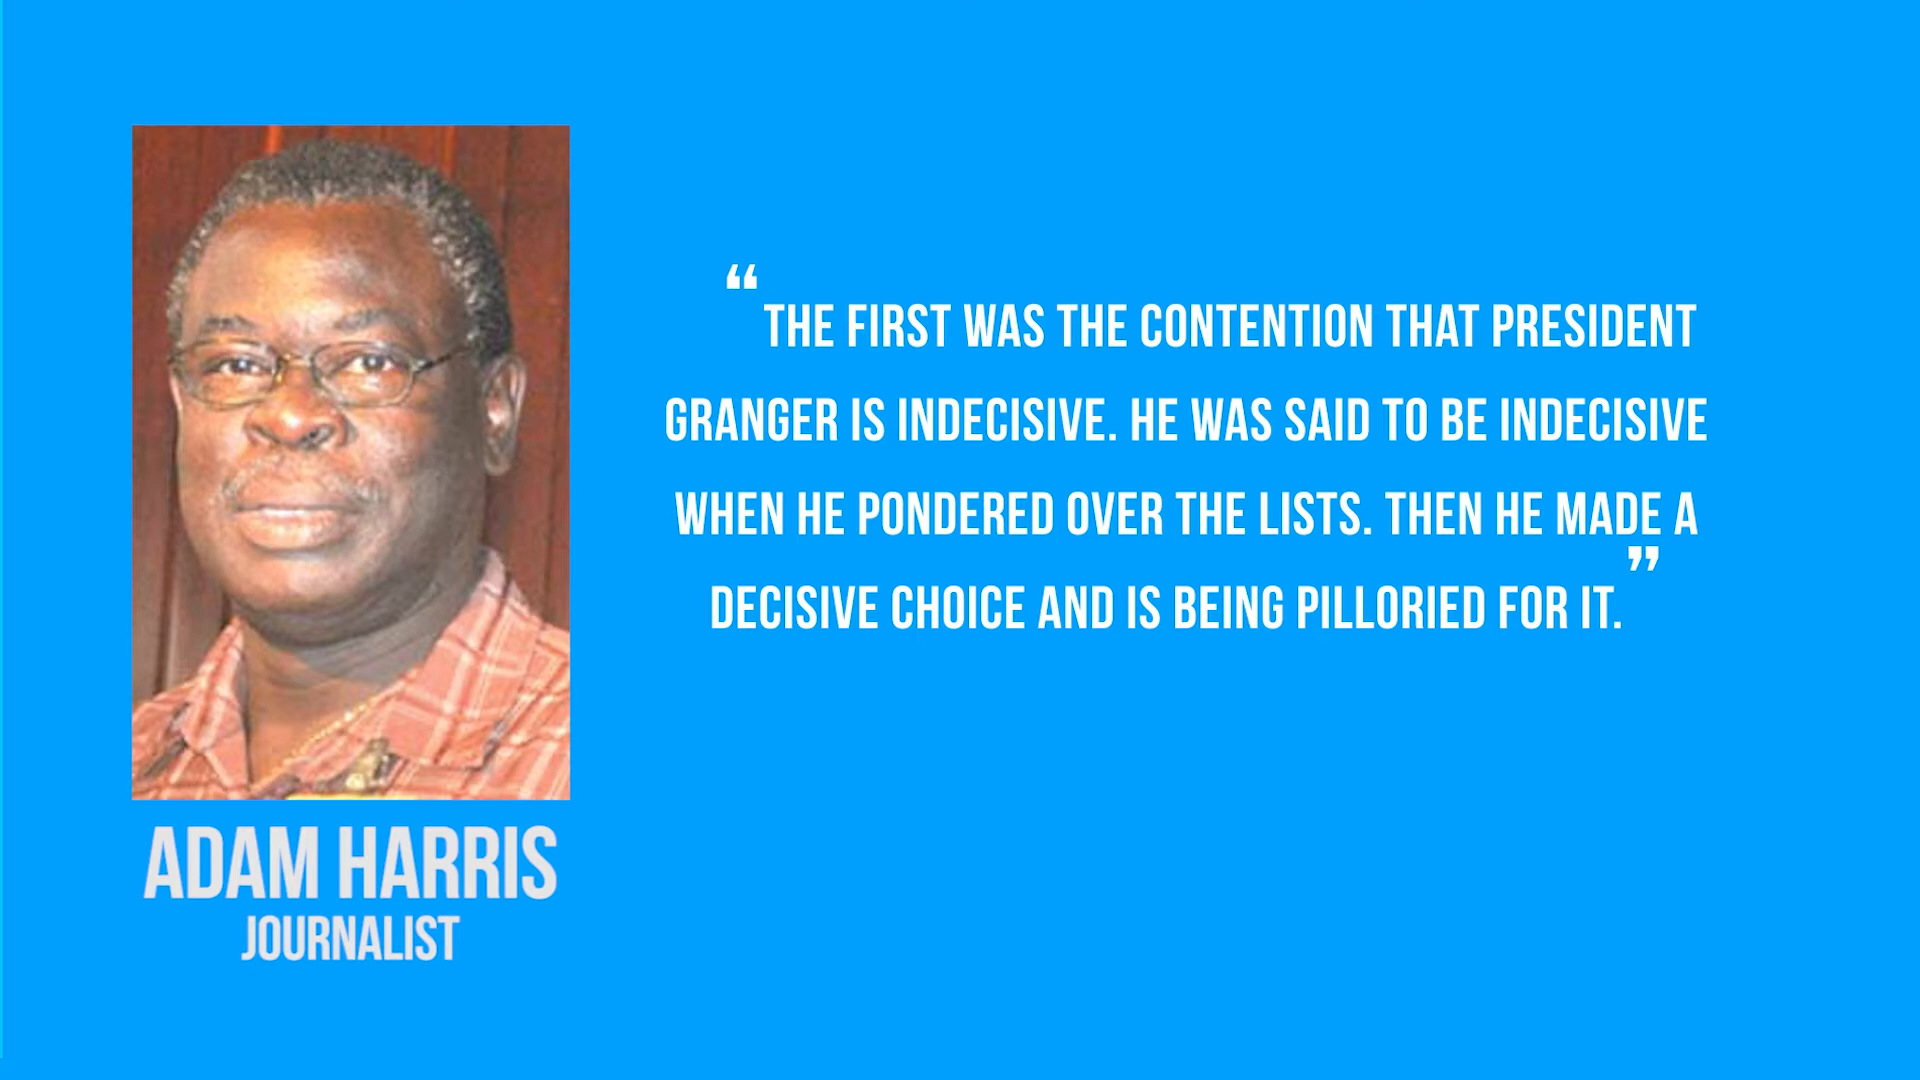 “THE FIRST WAS THE CONTENTION THAT PRESIDENT
GRANGER IS INDECISIVE. HE WAS SAID TO BE INDECISIVE
WHEN HE PONDERED OVER THE LISTS. THEN HE MADE A
DECISIVE CHOICE AND IS BEING PILLORIED FOR IT.”
ADAM HARRIS
JOURNALIST